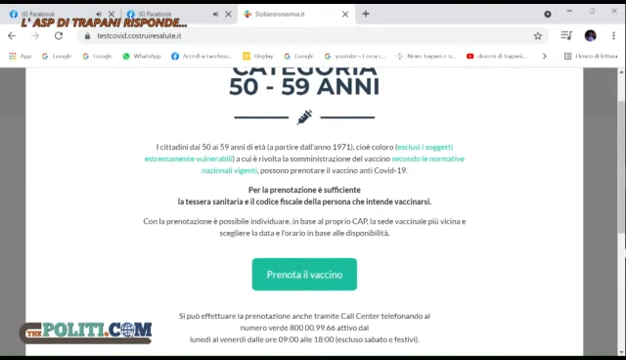 L' ASP DI TRAPANI RISPONDE...
(6) Facebook
(6) Facebook
Siciliacoronavirus.it
testcovid.costruiresalute.it
App
Google
Google
WhatsApp
Display
Google
youtube - Cerca c...
diocesi di trapani...
Elenco di lettura
CATEGORIA
50 - 59 ANNI
I cittadini dai 50 ai 59 anni di età (a partire dall'anno 1971), cioè coloro (esclusi i soggetti
estremamente vulnerabili) a cui è rivolta la somministrazione del vaccino secondo le normative
nazionali vigenti, possono prenotare il vaccino anti Covid-19.
Per la prenotazione è sufficiente
la tessera sanitaria e il codice fiscale della persona che intende vaccinarsi.
Con la prenotazione è possibile individuare, in base al proprio CAP, la sede vaccinale più vicina e
scegliere la data e l'orario in base alle disponibilità.
Prenota il vaccino
Si può effettuare la prenotazione anche tramite Call Center telefonando al
numero verde 800 00.99.66 attivo dal
lunedì al venerdì dalle ore 09:00 alle 18:00 (escluso sabato e festivi).
THE POLITI.COM